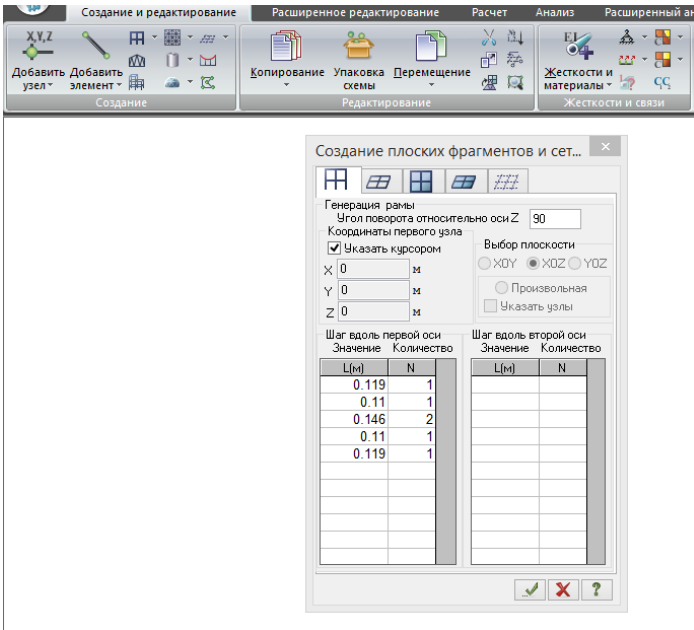 Создание и редактирование Расширенное редактирование Расчет Анализ Расширенный ан
X,Y,Z
EI
Добавить узел
Добавить элемент
Копирование
Упаковка схемы
Перемещение
Жесткости и материалы
Создание
Редактирование
Жесткости и связи
Создание плоских фрагментов и сет...
Генерация рамы
Угол поворота относительно оси Z 90
Координаты первого узла
Указать курсором
X 0 м
Y 0 м
Z 0 м
Выбор плоскости
XOY XOZ YOZ
Произвольная
Указать узлы
Шаг вдоль первой оси
Значение Количество
L(м) N
0.119 1
0.11 1
0.146 2
0.11 1
0.119 1
Шаг вдоль второй оси
Значение Количество
L(м) N
?